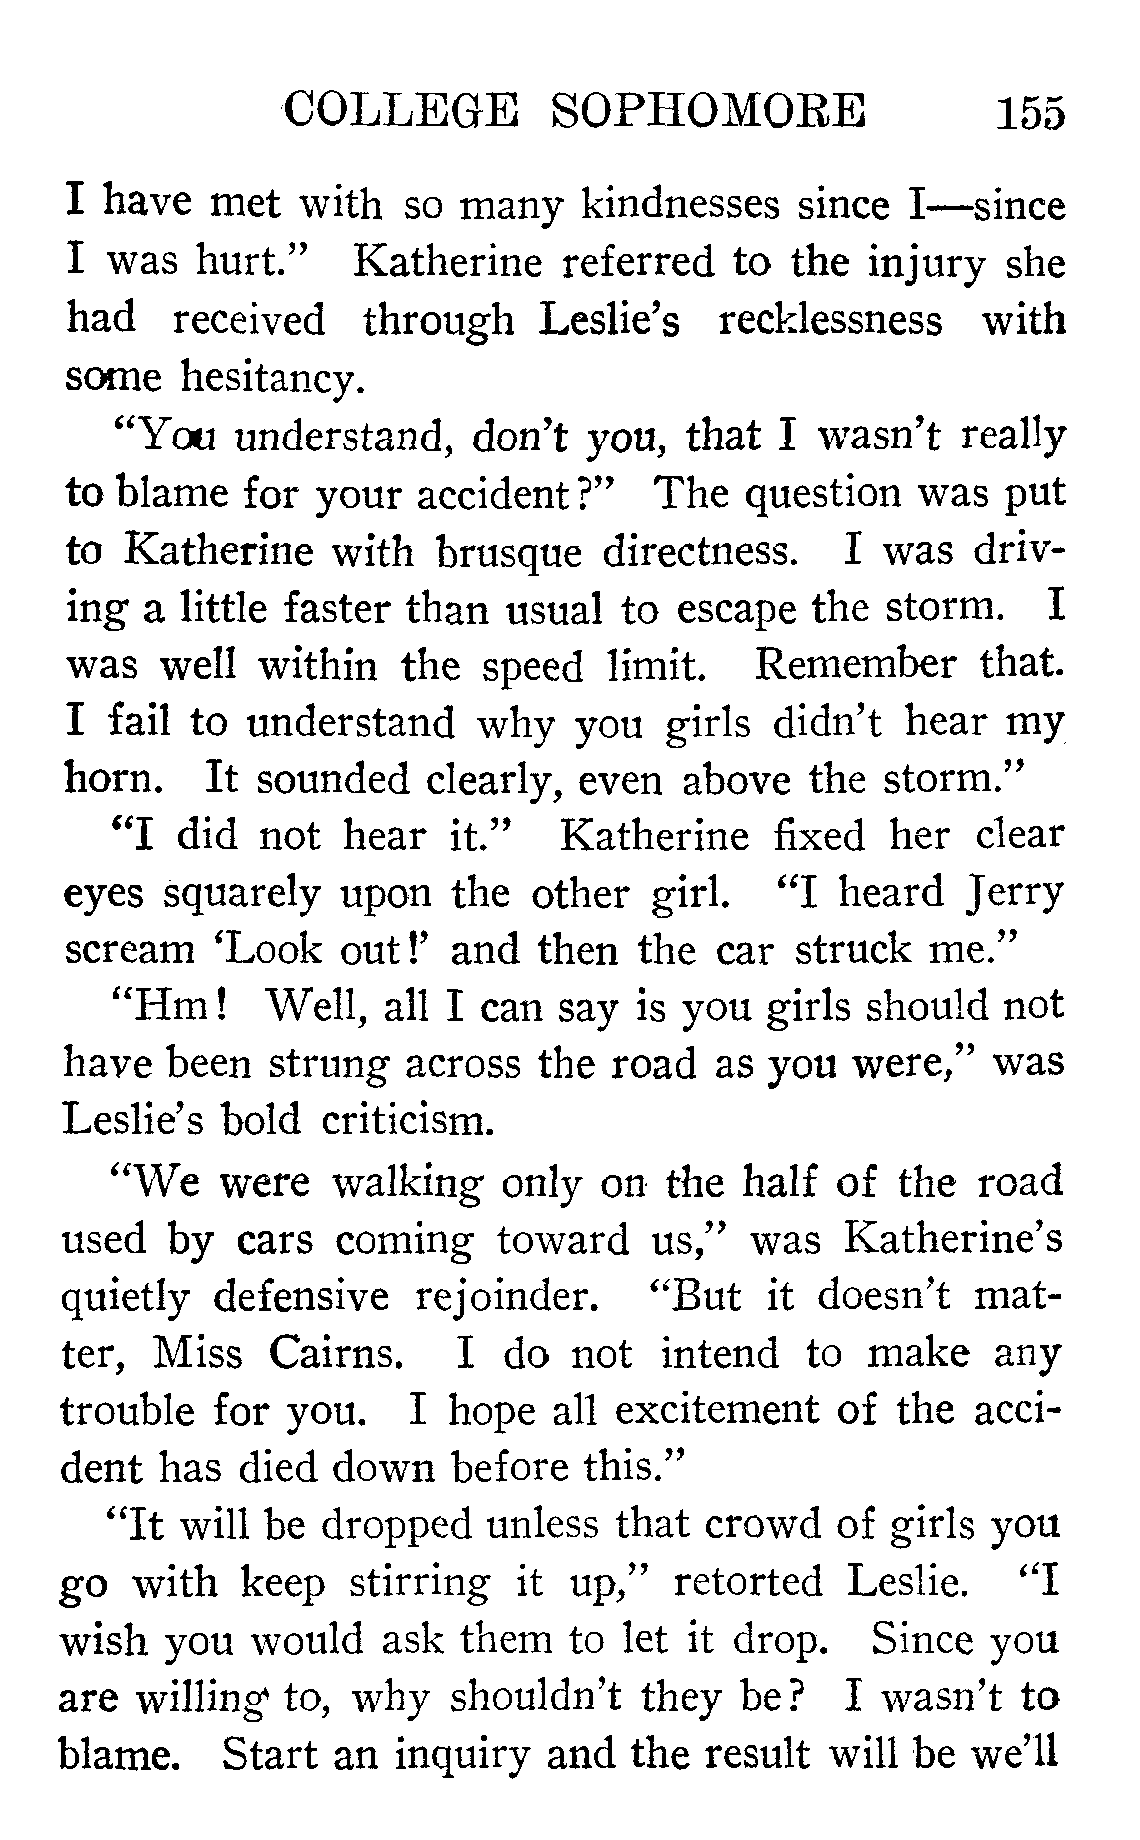 COLLEGE SOPHOMORE 155
I have met with so many kindnesses since I—since
I was hurt.” Katherine referred to the injury she
had received through Leslie’s recklessness with
some hesitancy.
“You understand, don’t you, that I wasn’t really
to blame for your accident?” The question was put
to Katherine with brusque directness. I was driv-
ing a little faster than usual to escape the storm. I
was well within the speed limit. Remember that.
I fail to understand why you girls didn’t hear my
horn. It sounded clearly, even above the storm.”
“I did not hear it.” Katherine fixed her clear
eyes squarely upon the other girl. “I heard Jerry
scream ‘Look out!’ and then the car struck me.”
“Hm! Well, all I can say is you girls should not
have been strung across the road as you were,” was
Leslie’s bold criticism.
“We were walking only on the half of the road
used by cars coming toward us,” was Katherine’s
quietly defensive rejoinder. “But it doesn’t mat-
ter, Miss Cairns. I do not intend to make any
trouble for you. I hope all excitement of the acci-
dent has died down before this.”
“It will be dropped unless that crowd of girls you
go with keep stirring it up,” retorted Leslie. “I
wish you would ask them to let it drop. Since you
are willing to, why shouldn’t they be? I wasn’t to
blame. Start an inquiry and the result will be we’ll